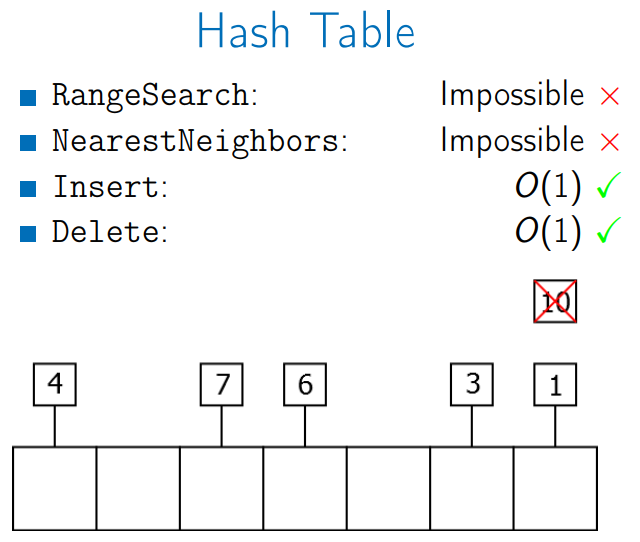 Hash Table
RangeSearch: Impossible ×
NearestNeighbors: Impossible ×
Insert: O(1) ✓
Delete: O(1) ✓
10
4 7 6 3 1